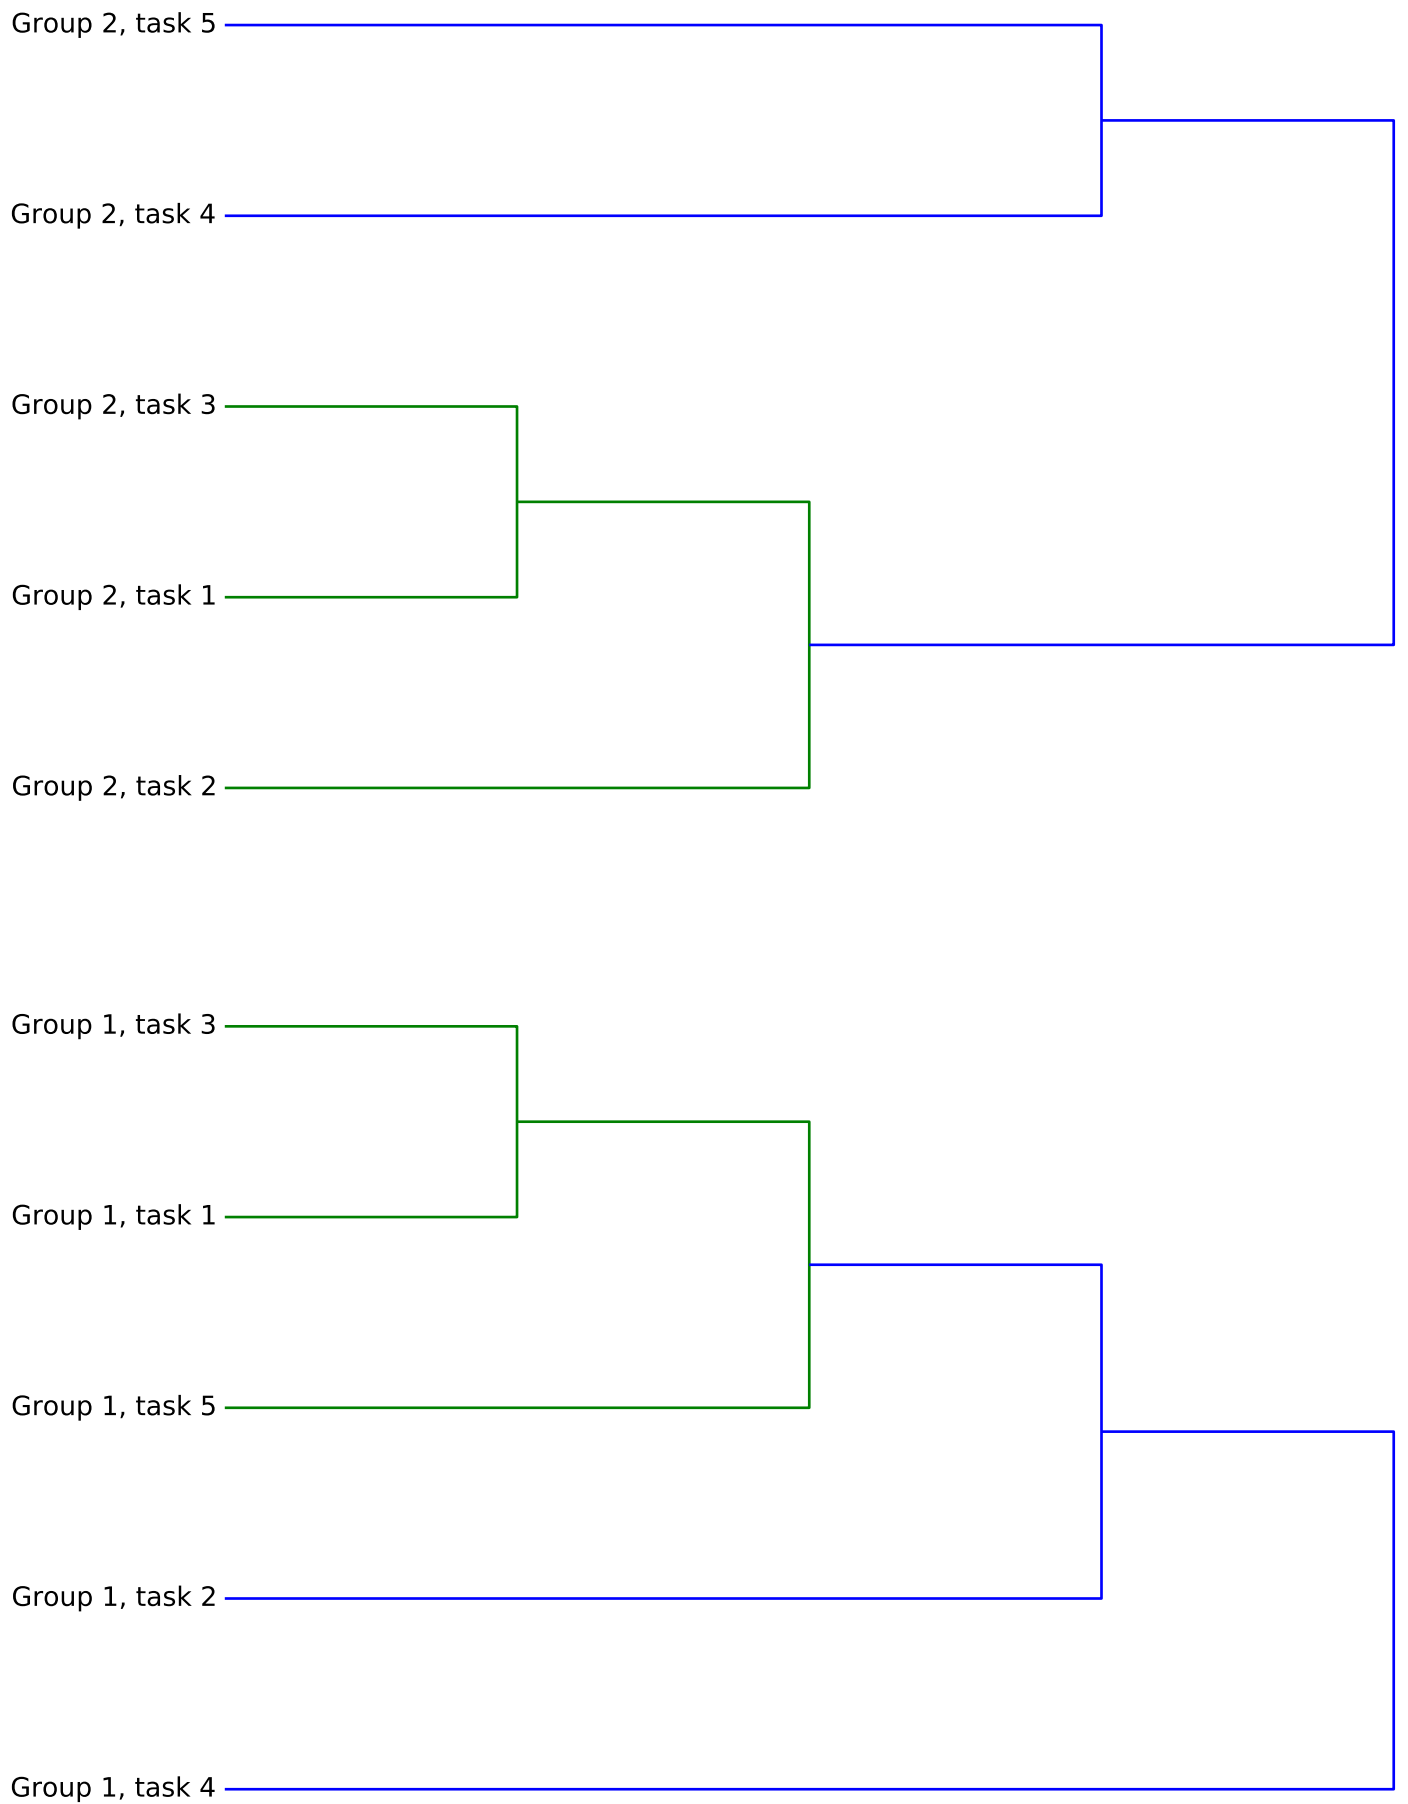 Group 2, task 5
Group 2, task 4
Group 2, task 3
Group 2, task 1
Group 2, task 2
Group 1, task 3
Group 1, task 1
Group 1, task 5
Group 1, task 2
Group 1, task 4